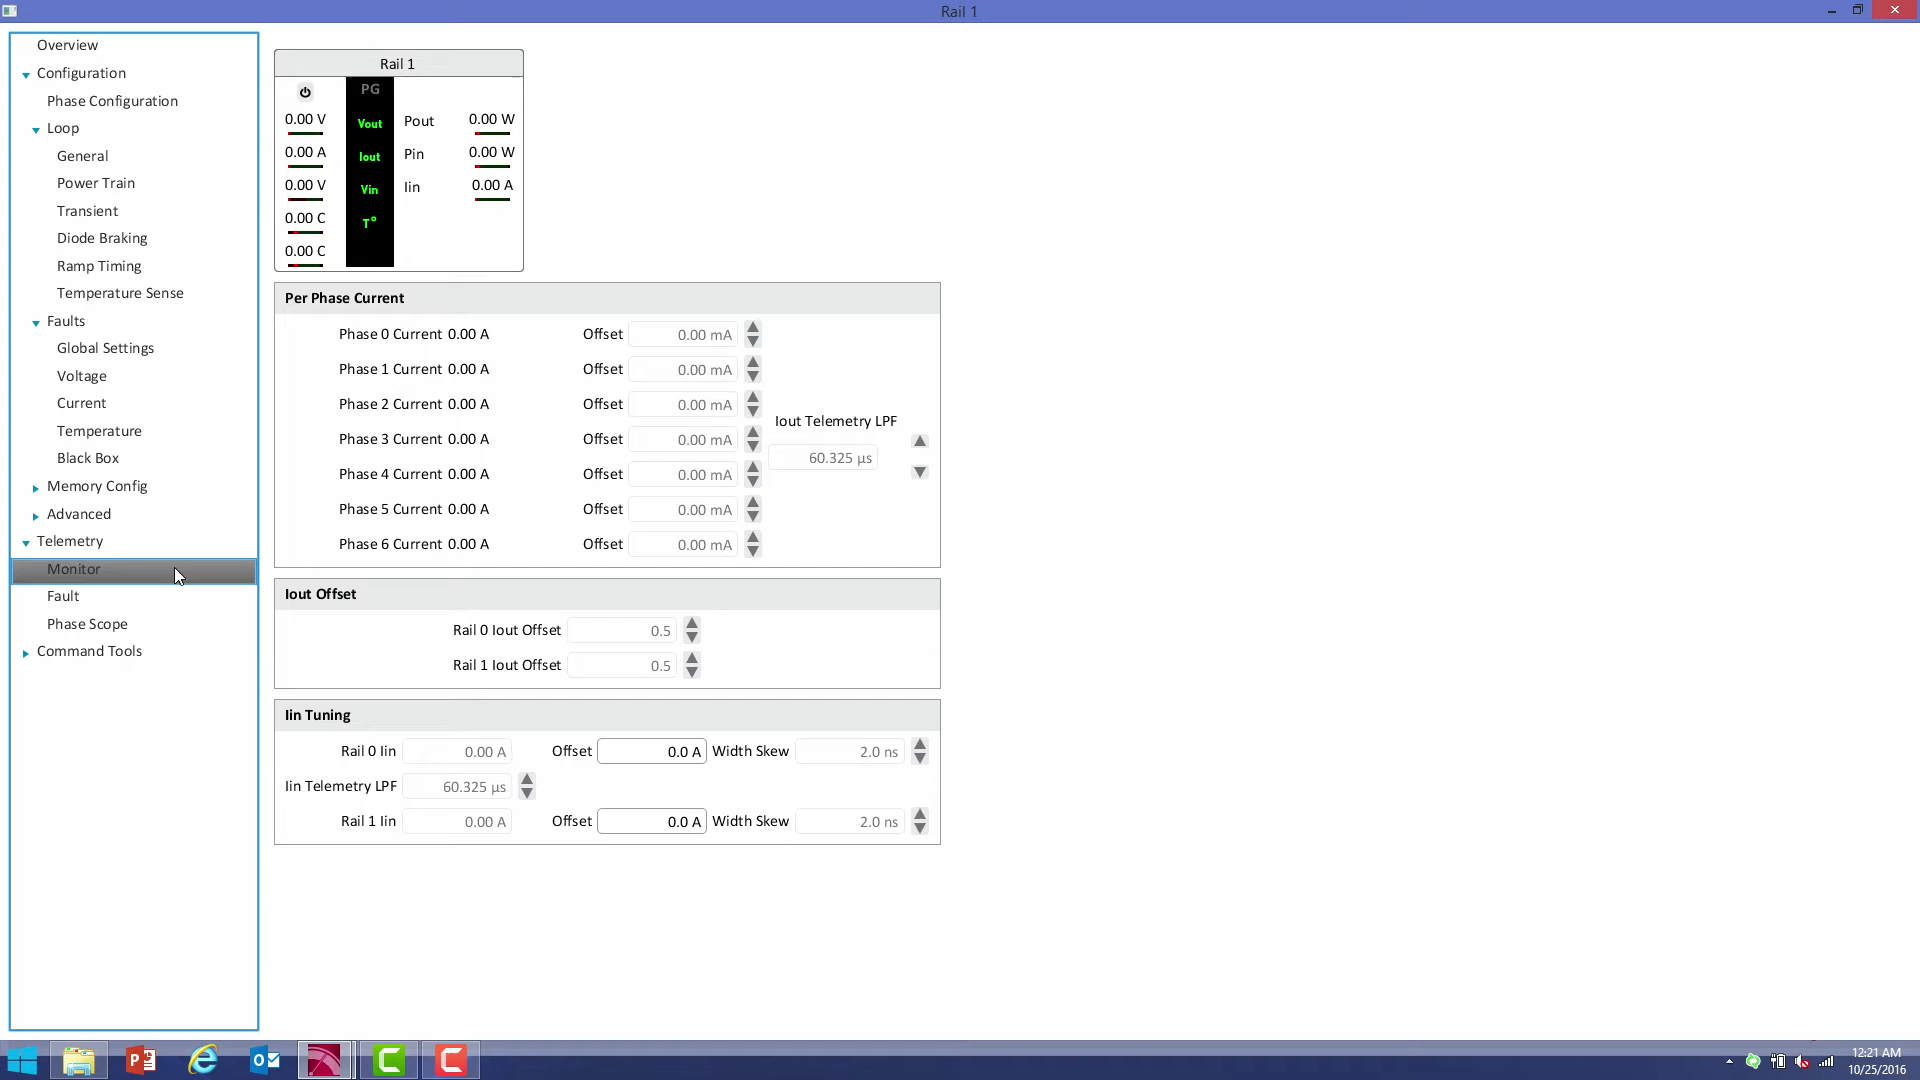 Rail 1
Overview
Configuration
Phase Configuration
Loop
General
Power Train
Transient
Diode Braking
Ramp Timing
Temperature Sense
Faults
Global Settings
Voltage
Current
Temperature
Black Box
Memory Config
Advanced
Telemetry
Monitor
Fault
Phase Scope
Command Tools
Rail 1
PG
0.00 V Vout Pout 0.00 W
0.00 A Iout Pin 0.00 W
0.00 V Vin Iin 0.00 A
0.00 C T°
0.00 C
Per Phase Current
Phase 0 Current 0.00 A Offset 0.00 mA
Phase 1 Current 0.00 A Offset 0.00 mA
Phase 2 Current 0.00 A Offset 0.00 mA
Phase 3 Current 0.00 A Offset 0.00 mA
Phase 4 Current 0.00 A Offset 0.00 mA
Phase 5 Current 0.00 A Offset 0.00 mA
Phase 6 Current 0.00 A Offset 0.00 mA
Iout Telemetry LPF
60.325 µs
Iout Offset
Rail 0 Iout Offset 0.5
Rail 1 Iout Offset 0.5
Iin Tuning
Rail 0 Iin 0.00 A Offset 0.0 A Width Skew 2.0 ns
Iin Telemetry LPF 60.325 µs
Rail 1 Iin 0.00 A Offset 0.0 A Width Skew 2.0 ns
12:21 AM
10/25/2016